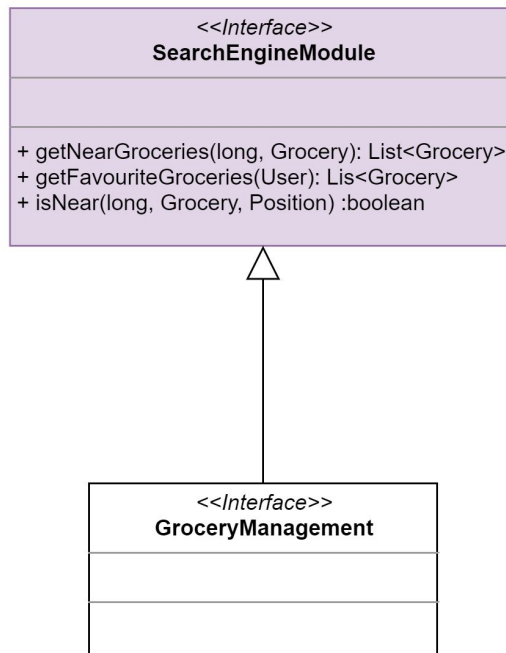 <<Interface>>
SearchEngineModule
+ getNearGroceries(long, Grocery): List<Grocery>
+ getFavouriteGroceries(User): Lis<Grocery>
+ isNear(long, Grocery, Position) :boolean
<<Interface>>
GroceryManagement